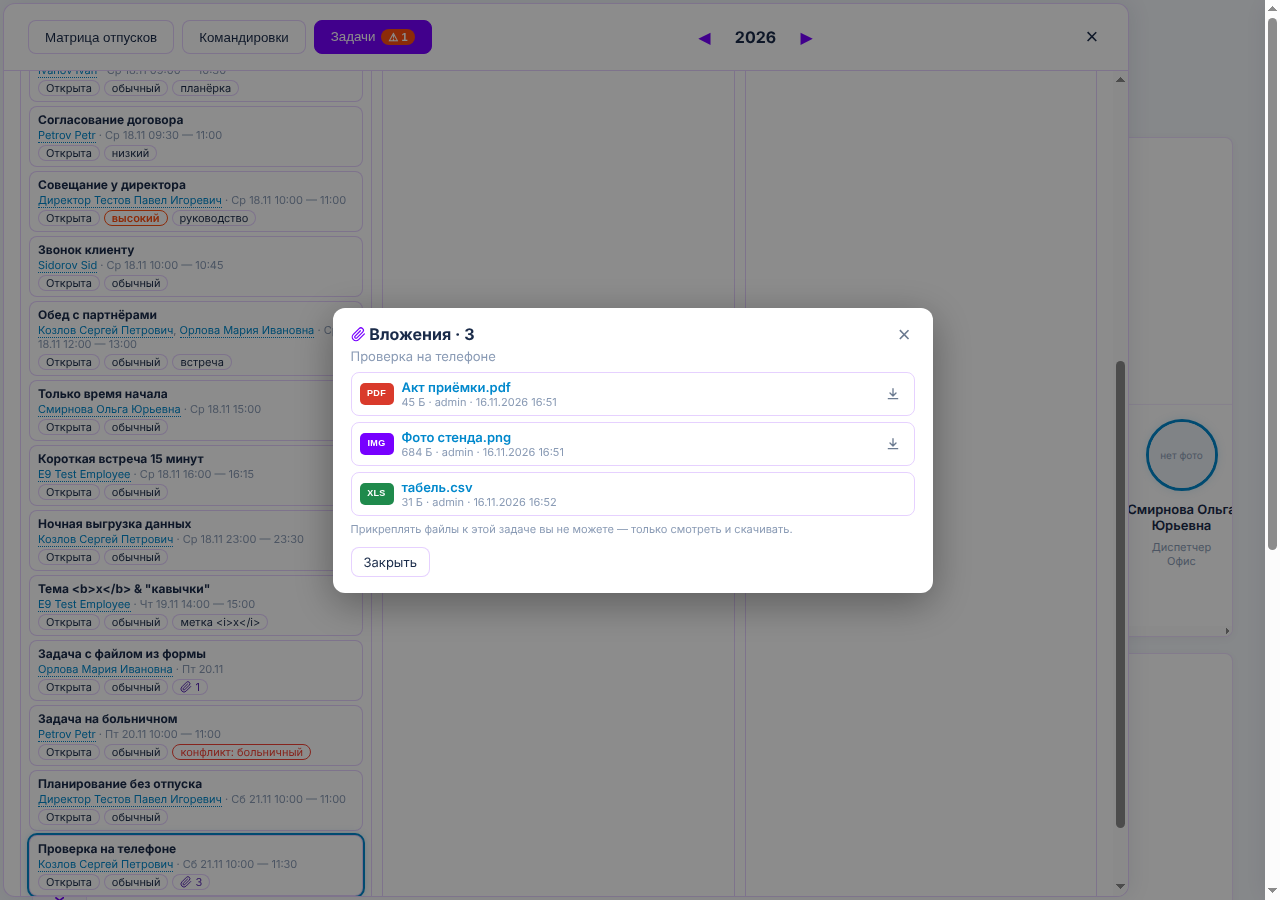 Матрица отпусков
Командировки
Задачи ⚠ 1
◀ 2026 ▶
×
Ivanov Ivan · Ср 18.11 09:00 — 10:30
Открыта обычный планёрка
Согласование договора
Petrov Petr · Ср 18.11 09:30 — 11:00
Открыта низкий
Совещание у директора
Директор Тестов Павел Игоревич · Ср 18.11 10:00 — 11:00
Открыта высокий руководство
Звонок клиенту
Sidorov Sid · Ср 18.11 10:00 — 10:45
Открыта обычный
Обед с партнёрами
Козлов Сергей Петрович, Орлова Мария Ивановна ·
18.11 12:00 — 13:00
Открыта обычный встреча
Только время начала
Смирнова Ольга Юрьевна · Ср 18.11 15:00
Открыта обычный
Короткая встреча 15 минут
E9 Test Employee · Ср 18.11 16:00 — 16:15
Открыта обычный
Ночная выгрузка данных
Козлов Сергей Петрович · Ср 18.11 23:00 — 23:30
Открыта обычный
Тема <b>x</b> & "кавычки"
E9 Test Employee · Чт 19.11 14:00 — 15:00
Открыта обычный метка <i>x</i>
Задача с файлом из формы
Орлова Мария Ивановна · Пт 20.11
Открыта обычный 1
Задача на больничном
Petrov Petr · Пт 20.11 10:00 — 11:00
Открыта обычный конфликт: больничный
Планирование без отпуска
Директор Тестов Павел Игоревич · Сб 21.11 10:00 — 11:00
Открыта обычный
Проверка на телефоне
Козлов Сергей Петрович · Сб 21.11 10:00 — 11:30
Открыта обычный 3
Вложения · 3
×
Проверка на телефоне
PDF
Акт приёмки.pdf
45 Б · admin · 16.11.2026 16:51
IMG
Фото стенда.png
684 Б · admin · 16.11.2026 16:51
XLS
табель.csv
31 Б · admin · 16.11.2026 16:52
Прикреплять файлы к этой задаче вы не можете — только смотреть и скачивать.
Закрыть
нет фото
Смирнова Ольга
Юрьевна
Диспетчер
Офис